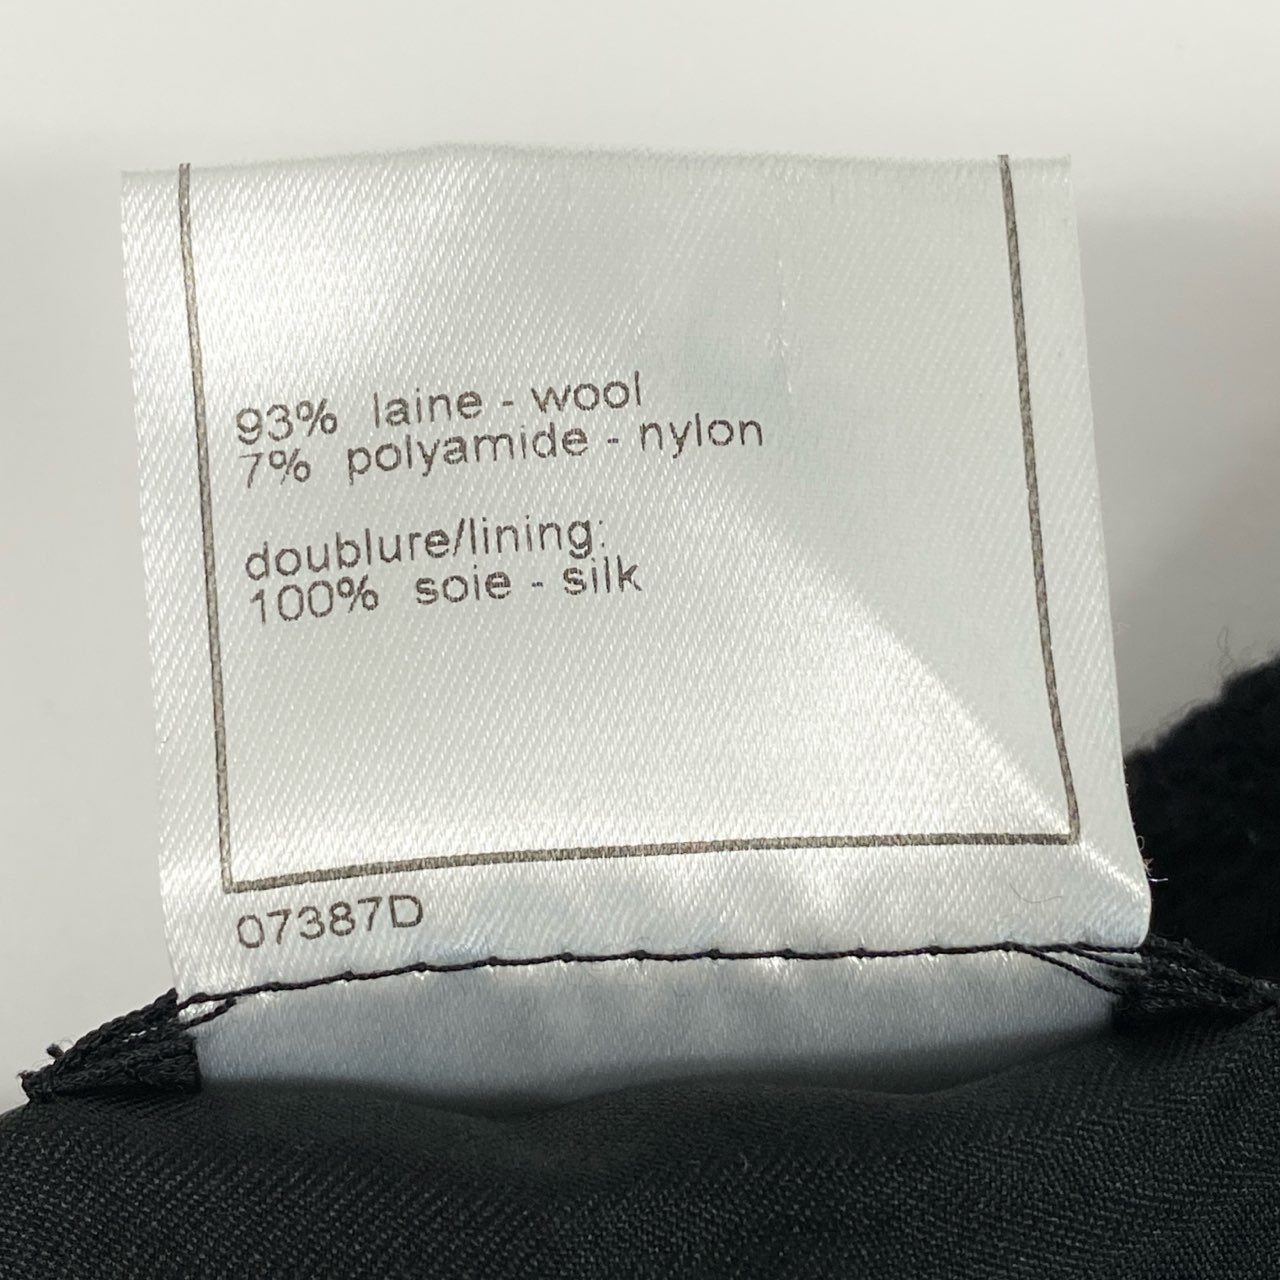 93% laine - wool
7% polyamide - nylon
doublure/lining:
100% soie - silk
07387D